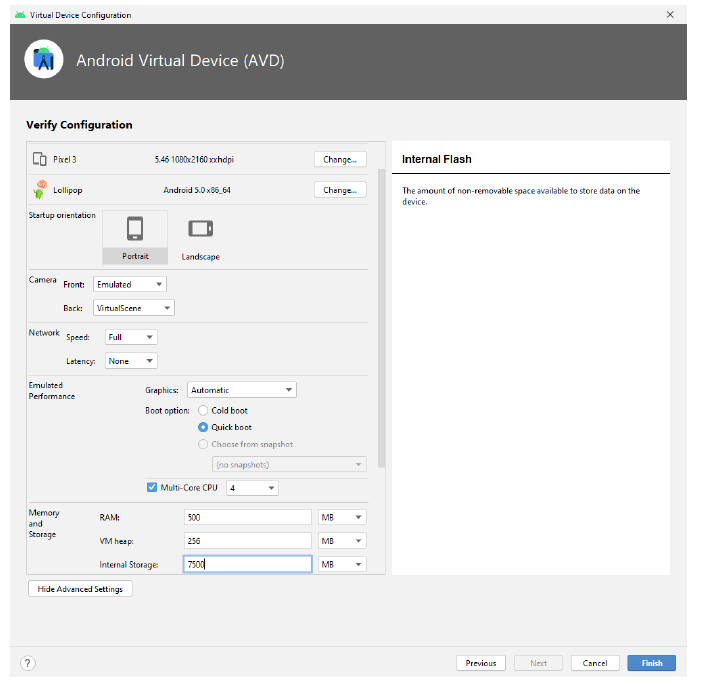 Virtual Device Configuration
Android Virtual Device (AVD)
Verify Configuration
Pixel 3 5.46 1080x2160 xxhdpi Change...
Lollipop Android 5.0 x86_64 Change...
Startup orientation
Portrait Landscape
Camera Front: Emulated
Back: VirtualScene
Network Speed: Full
Latency: None
Emulated
Performance
Graphics: Automatic
Boot option: Cold boot
Quick boot
Choose from snapshot
(no snapshots)
Multi-Core CPU 4
Memory
and
Storage
RAM: 500 MB
VM heap: 256 MB
Internal Storage: 7500 MB
Hide Advanced Settings
Internal Flash
The amount of non-removable space available to store data on the
device.
? Previous Next Cancel Finish